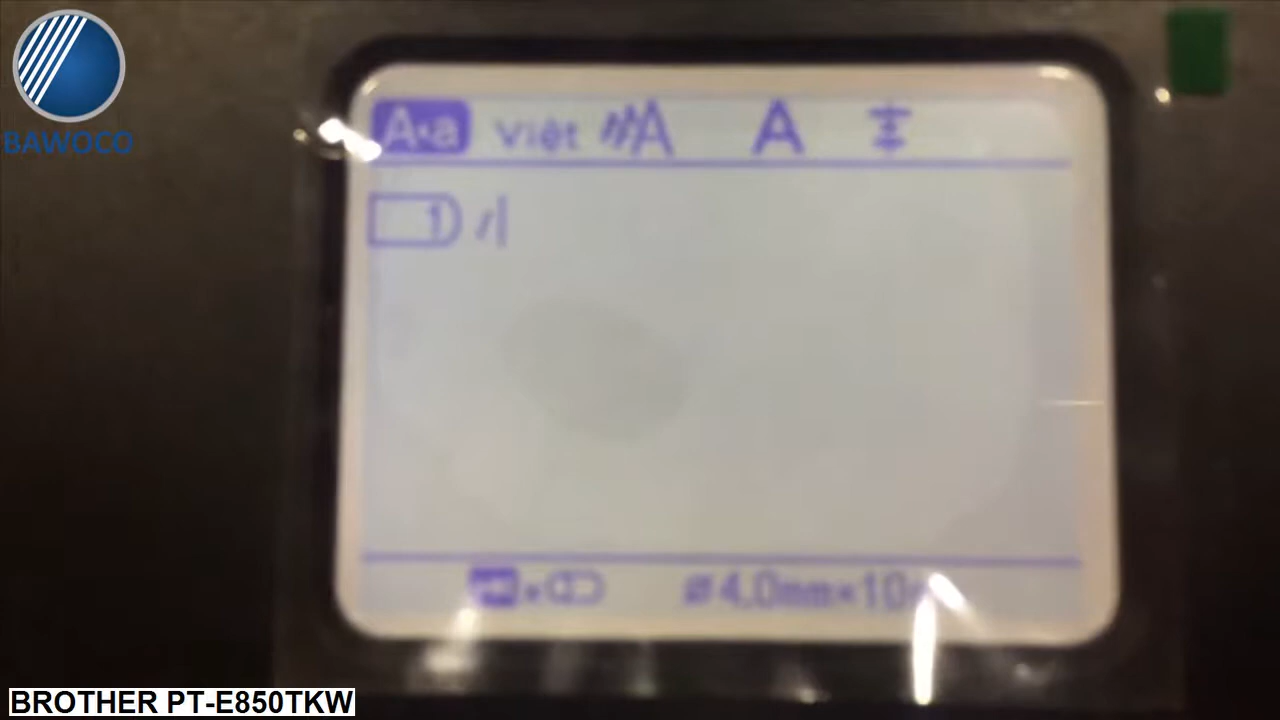 BAWOCO
A‹a Việt A A
1 /
ø4.0mm×10
BROTHER PT-E850TKW